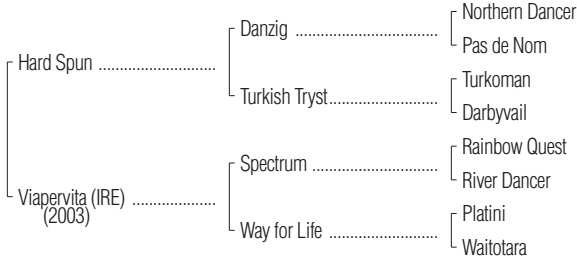 Northern Dancer
Danzig ....................................
Pas de Nom
Hard Spun .............................
Turkoman
Turkish Tryst...........................
Darbyvail
Rainbow Quest
Spectrum ...............................
River Dancer
Viapervita (IRE) .....................
(2003)
Platini
Way for Life ...........................
Waitotara